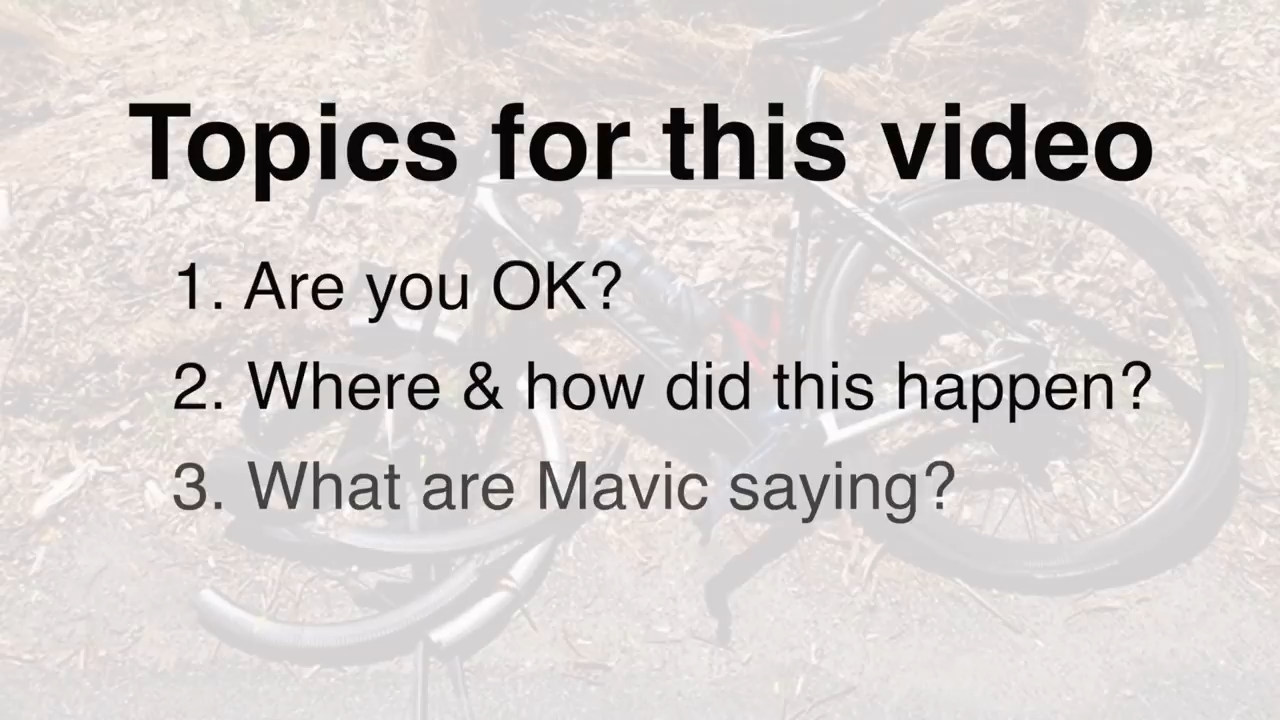 Topics for this video
1. Are you OK?
2. Where & how did this happen?
3. What are Mavic saying?